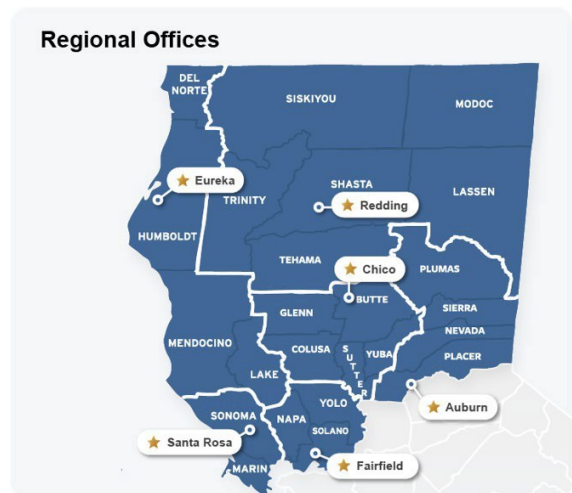 Regional Offices
DEL
NORTE
SISKIYOU
MODOC
Eureka
TRINITY
SHASTA
Redding
LASSEN
HUMBOLDT
TEHAMA
Chico
PLUMAS
BUTTE
GLENN
SIERRA
NEVADA
MENDOCINO
COLUSA
SUTTER
YUBA
PLACER
LAKE
Auburn
SONOMA
NAPA
YOLO
SOLANO
Santa Rosa
MARIN
Fairfield